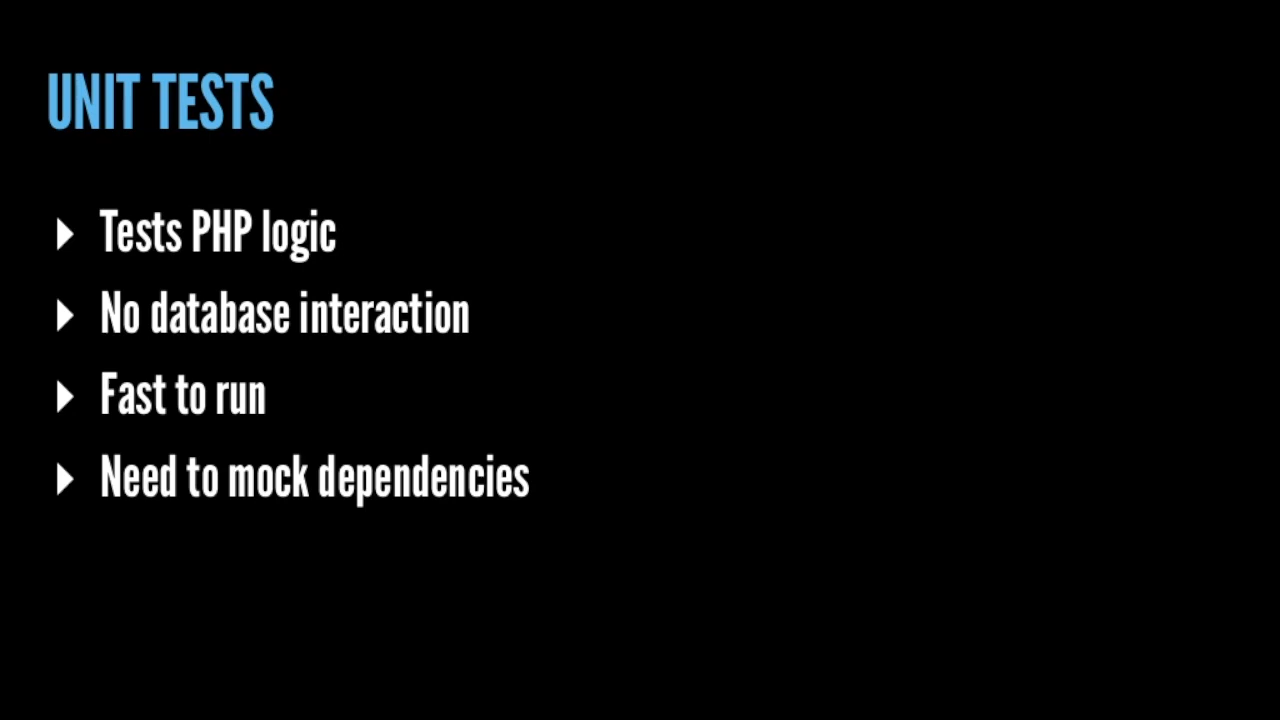 UNIT TESTS
Tests PHP logic
No database interaction
Fast to run
Need to mock dependencies